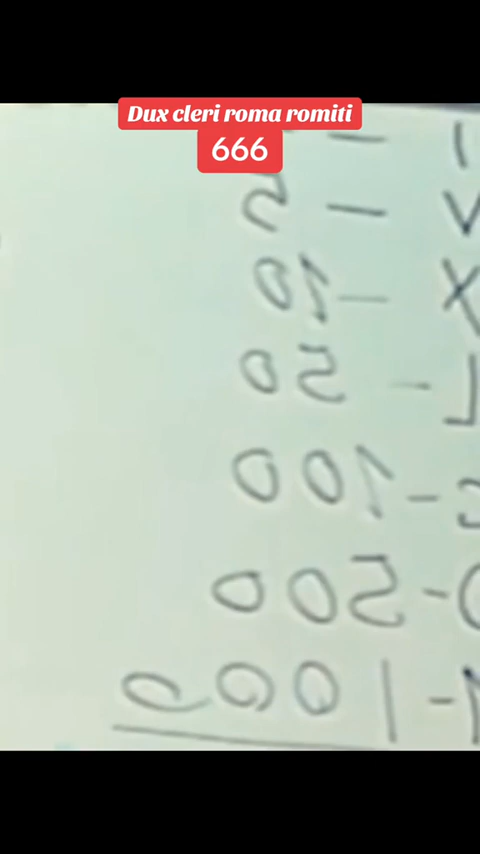 Dux cleri roma romiti
666
I -
V - 5
X - 10
L - 50
C - 100
D - 500
- 1000